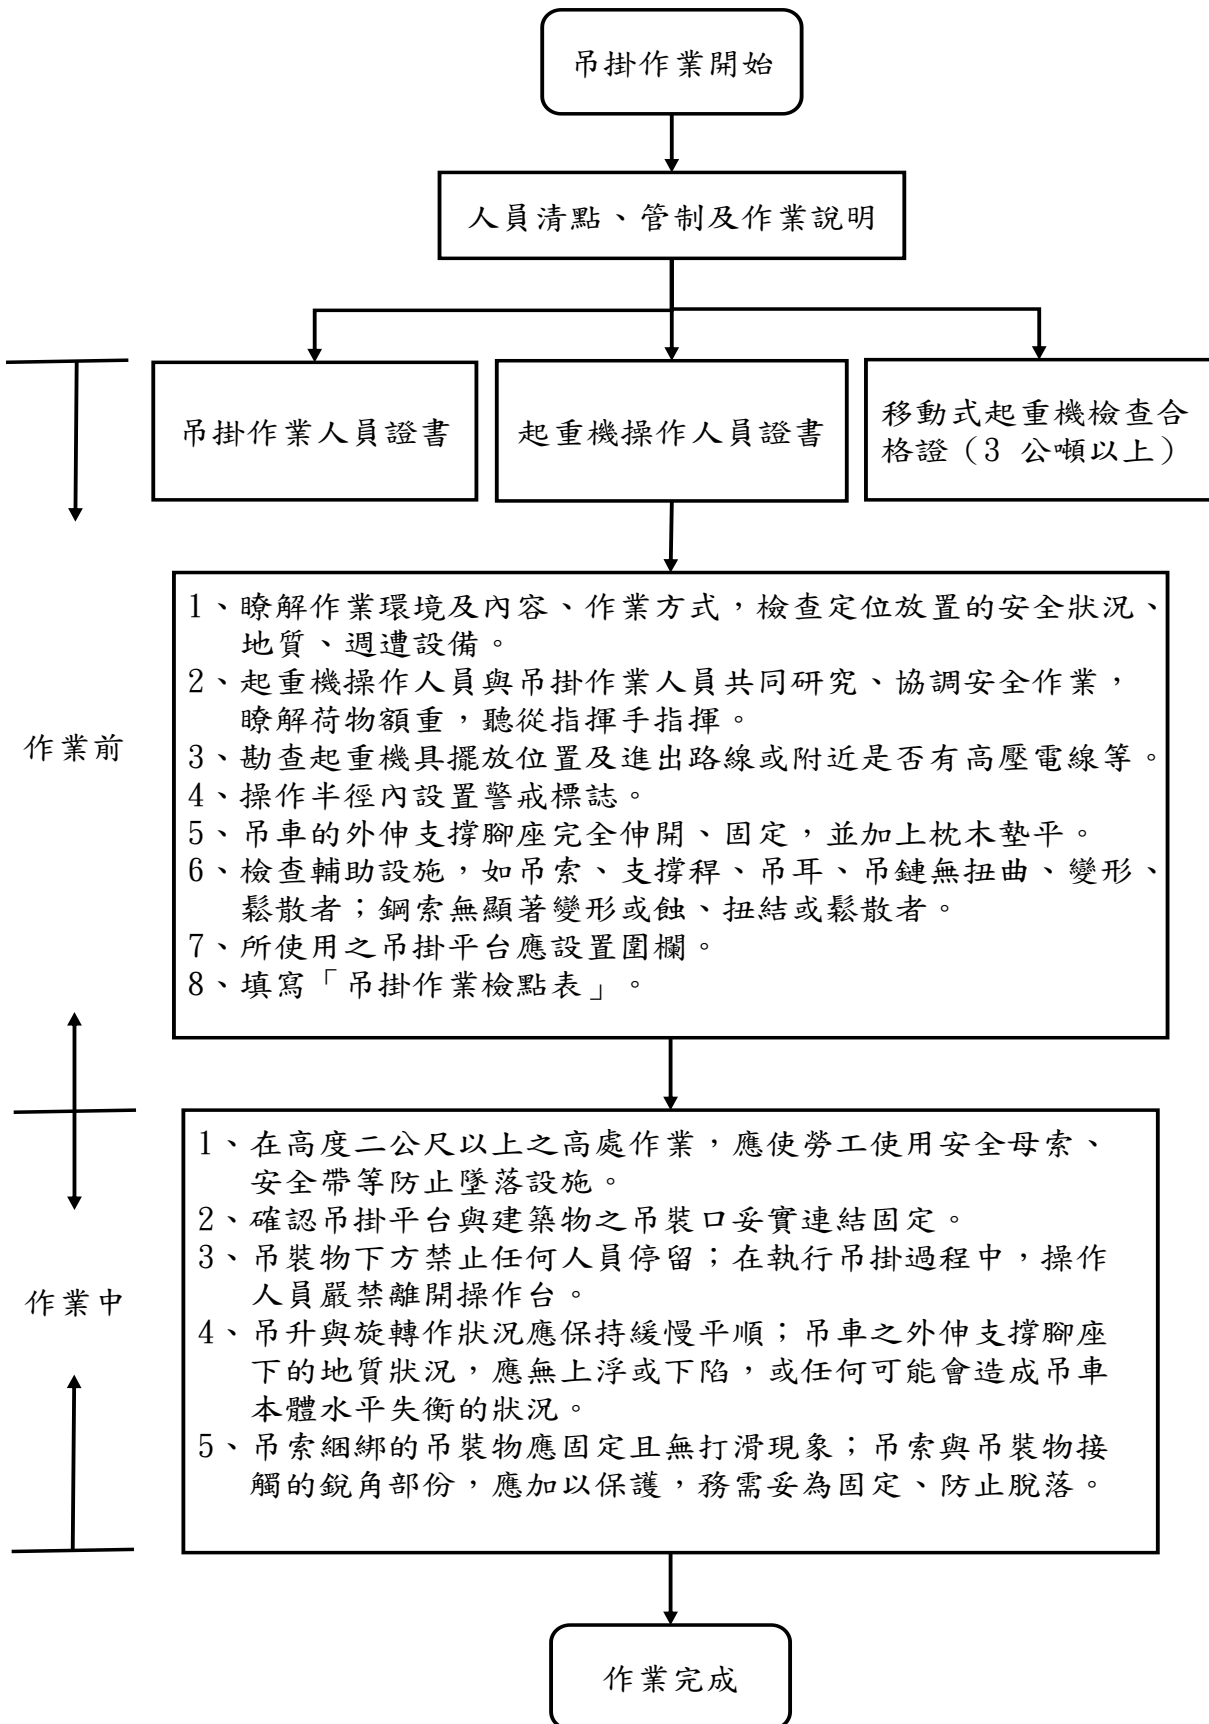 吊掛作業開始
人員清點、管制及作業說明
吊掛作業人員證書
起重機操作人員證書
移動式起重機檢查合
格證（3 公噸以上）
作業前
1、瞭解作業環境及內容、作業方式，檢查定位放置的安全狀況、
地質、週遭設備。
2、起重機操作人員與吊掛作業人員共同研究、協調安全作業，
瞭解荷物額重，聽從指揮手指揮。
3、勘查起重機具擺放位置及進出路線或附近是否有高壓電線等。
4、操作半徑內設置警戒標誌。
5、吊車的外伸支撐腳座完全伸開、固定，並加上枕木墊平。
6、檢查輔助設施，如吊索、支撐稈、吊耳、吊鏈無扭曲、變形、
鬆散者；鋼索無顯著變形或蝕、扭結或鬆散者。
7、所使用之吊掛平台應設置圍欄。
8、填寫「吊掛作業檢點表」。
作業中
1、在高度二公尺以上之高處作業，應使勞工使用安全母索、
安全帶等防止墜落設施。
2、確認吊掛平台與建築物之吊裝口妥實連結固定。
3、吊裝物下方禁止任何人員停留；在執行吊掛過程中，操作
人員嚴禁離開操作台。
4、吊升與旋轉作狀況應保持緩慢平順；吊車之外伸支撐腳座
下的地質狀況，應無上浮或下陷，或任何可能會造成吊車
本體水平失衡的狀況。
5、吊索綑綁的吊裝物應固定且無打滑現象；吊索與吊裝物接
觸的銳角部份，應加以保護，務需妥為固定、防止脫落。
作業完成